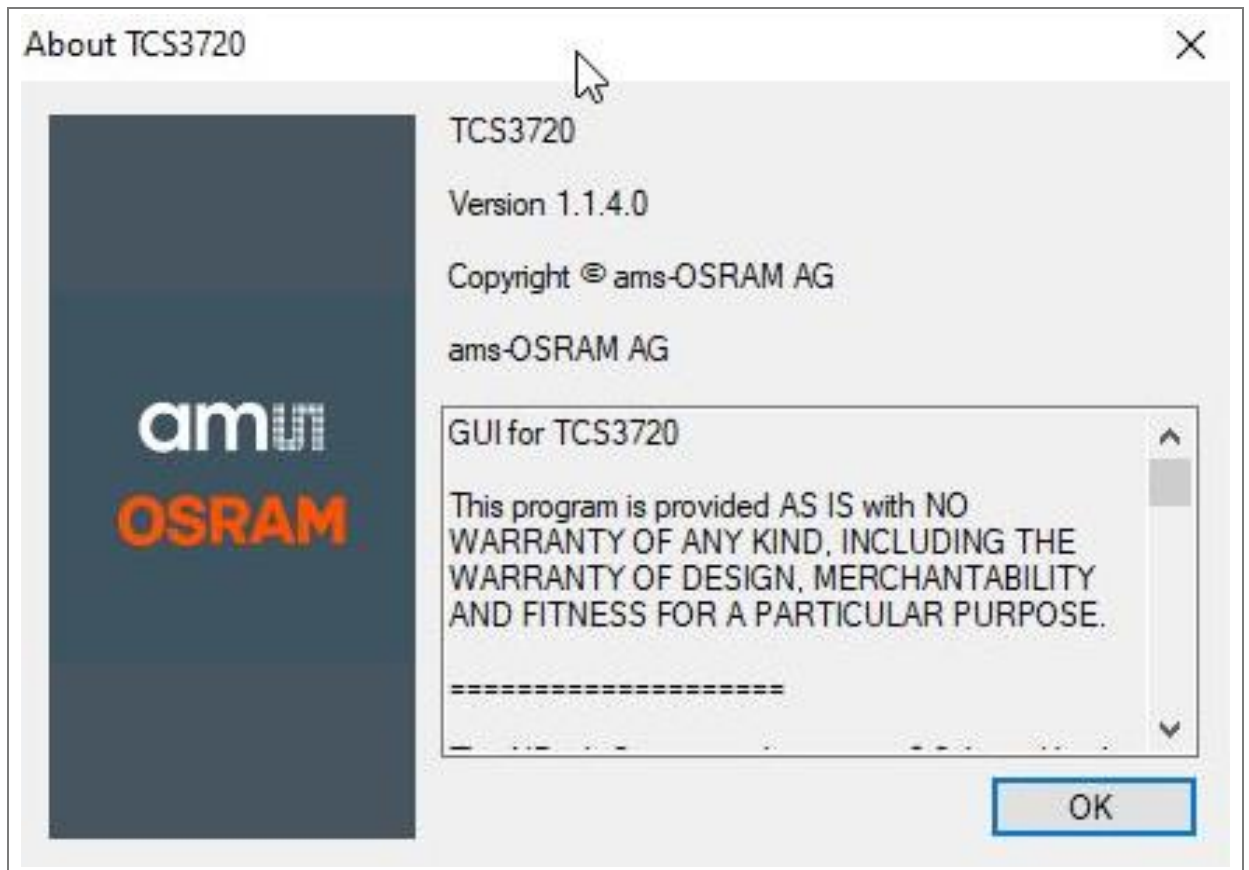 About TCS3720
TCS3720
Version 1.1.4.0
Copyright © ams-OSRAM AG
ams-OSRAM AG
amu
OSRAM
GUI for TCS3720
This program is provided AS IS with NO
WARRANTY OF ANY KIND, INCLUDING THE
WARRANTY OF DESIGN, MERCHANTABILITY
AND FITNESS FOR A PARTICULAR PURPOSE.
====================
OK